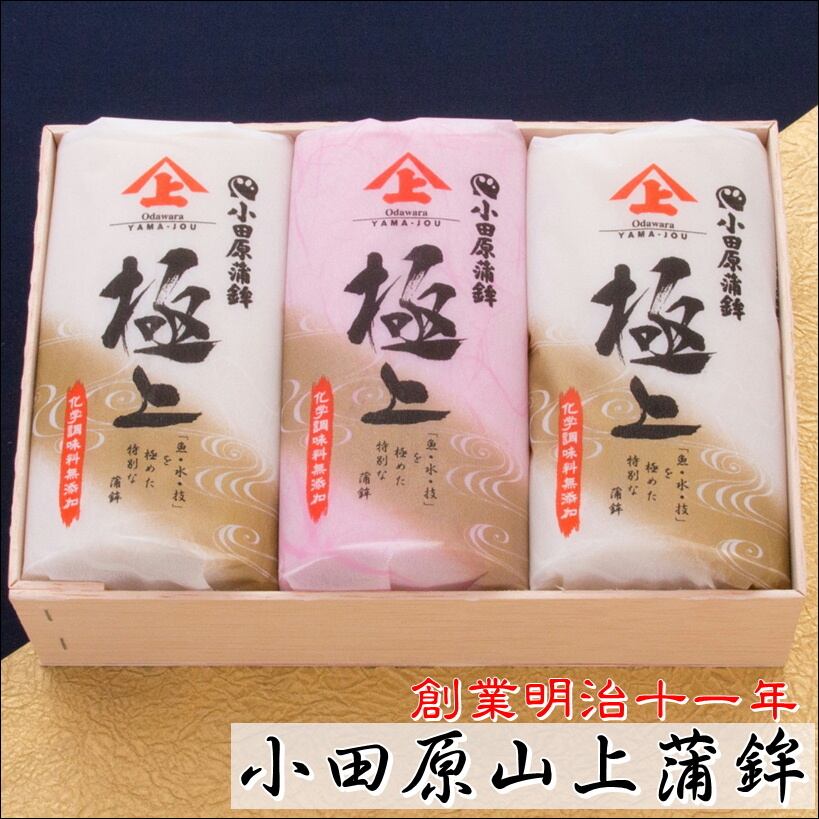 上
Odawara
YAMA-JOU
小田原蒲鉾
極上
「魚・水・技」
を
極めた
特別な
蒲鉾
化学調味料無添加
上
Odawara
YAMA-JOU
小田原蒲鉾
極上
「魚・水・技」
を
極めた
特別な
蒲鉾
化学調味料無添加
上
Odawara
YAMA-JOU
小田原蒲鉾
極上
「魚・水・技」
を
極めた
特別な
蒲鉾
化学調味料無添加
創業明治十一年
小田原山上蒲鉾